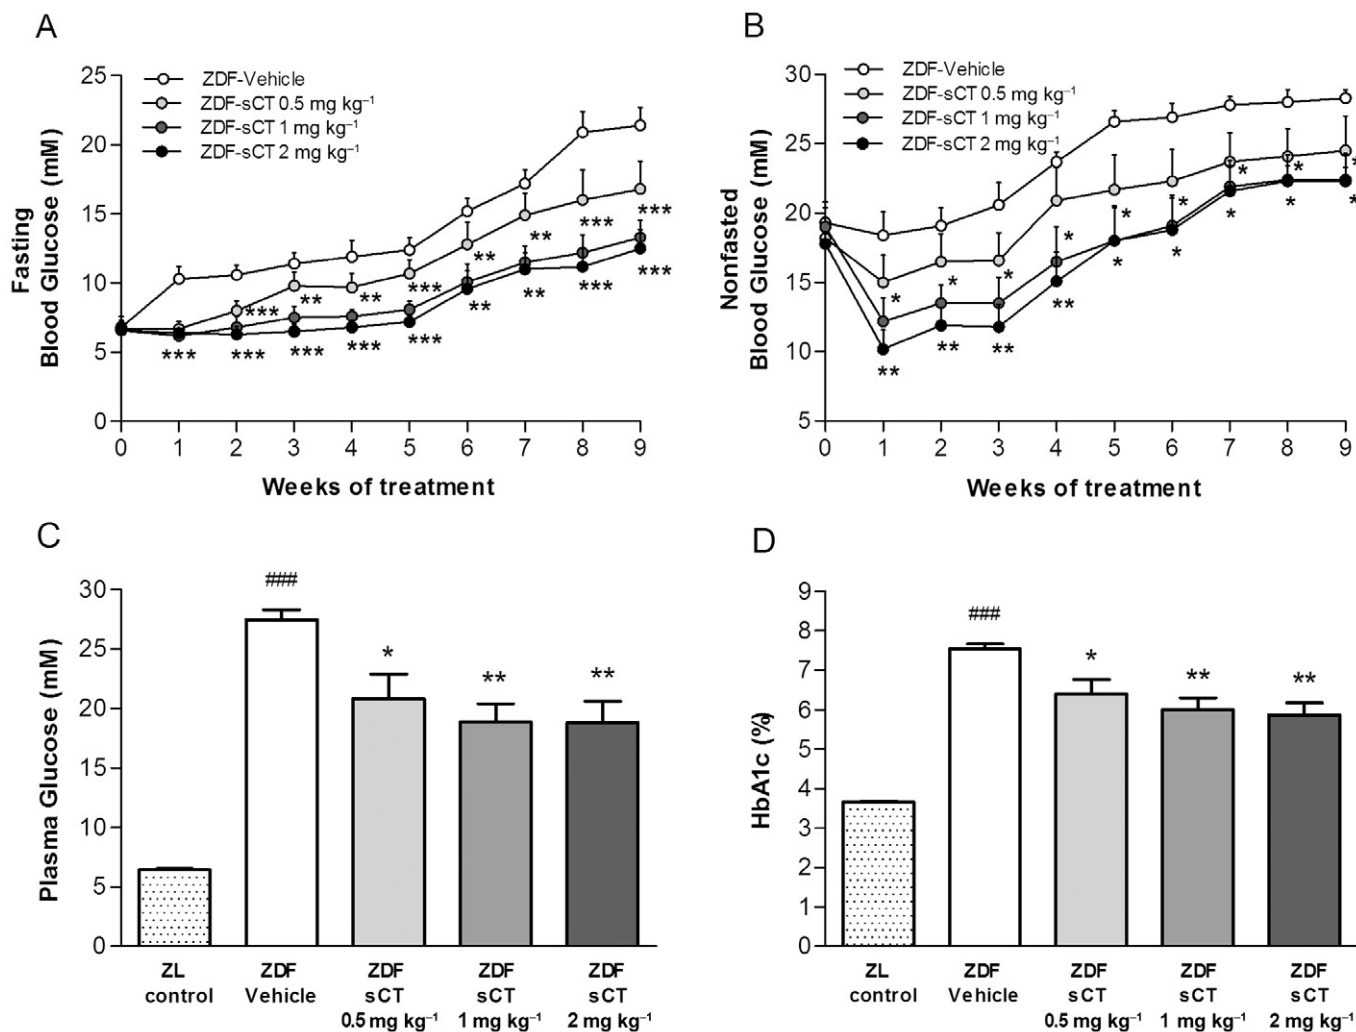 A
ZDF-Vehicle
ZDF-sCT 0.5 mg kg⁻¹
ZDF-sCT 1 mg kg⁻¹
ZDF-sCT 2 mg kg⁻¹
Fasting
Blood Glucose (mM)
25
20
15
10
5
0
*** *** *** *** *** ** ** *** ***
*** ** ** *** ** ** *** ***
0 1 2 3 4 5 6 7 8 9
Weeks of treatment
B
ZDF-Vehicle
ZDF-sCT 0.5 mg kg⁻¹
ZDF-sCT 1 mg kg⁻¹
ZDF-sCT 2 mg kg⁻¹
Nonfasted
Blood Glucose (mM)
30
25
20
15
10
5
* * * * * * * * *
** ** ** ** * * * * *
0 1 2 3 4 5 6 7 8 9
Weeks of treatment
C
Plasma Glucose (mM)
30
25
20
15
10
5
0
###
*
**
**
ZL
control
ZDF
Vehicle
ZDF
sCT
0.5 mg kg⁻¹
ZDF
sCT
1 mg kg⁻¹
ZDF
sCT
2 mg kg⁻¹
D
HbA1c (%)
9
8
7
6
5
4
3
2
1
0
###
*
**
**
ZL
control
ZDF
Vehicle
ZDF
sCT
0.5 mg kg⁻¹
ZDF
sCT
1 mg kg⁻¹
ZDF
sCT
2 mg kg⁻¹